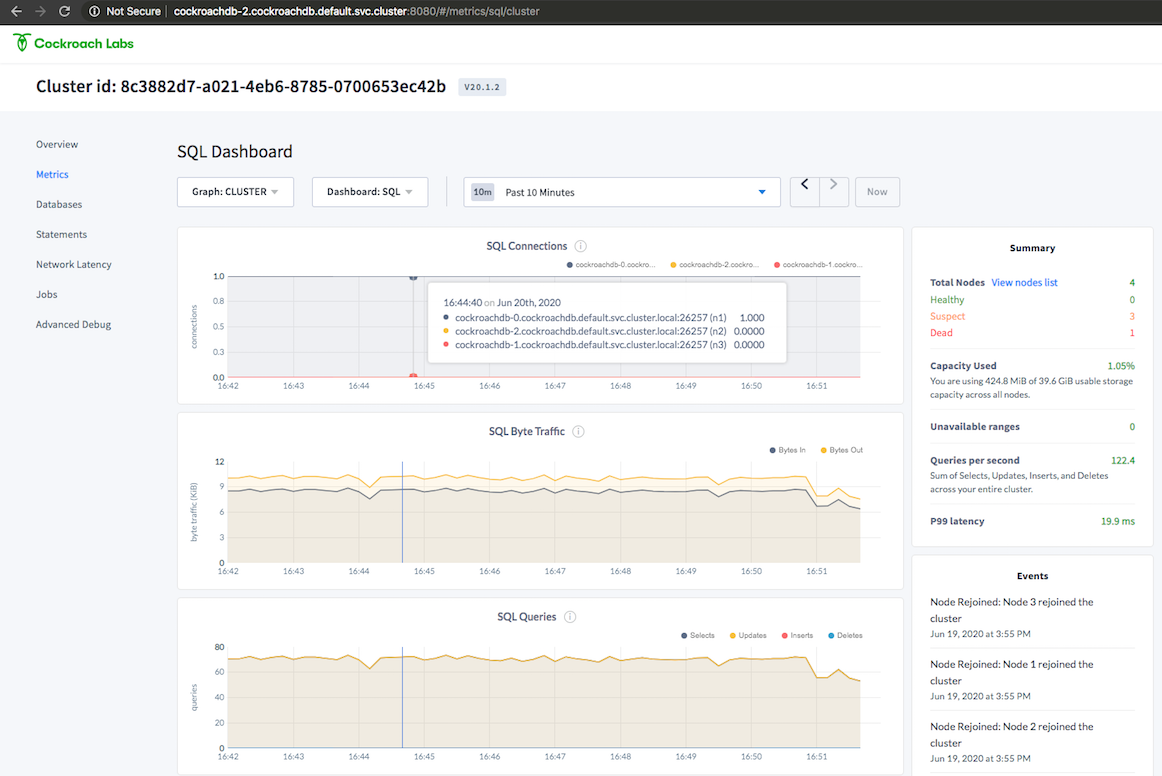 Not Secure | cockroachdb-2.cockroachdb.default.svc.cluster:8080/#/metrics/sql/cluster
Cockroach Labs
Cluster id: 8c3882d7-a021-4eb6-8785-0700653ec42b V20.1.2
Overview
Metrics
Databases
Statements
Network Latency
Jobs
Advanced Debug
SQL Dashboard
Graph: CLUSTER Dashboard: SQL 10m Past 10 Minutes < > Now
SQL Connections
cockroachdb-0.cockro... cockroachdb-2.cockro... cockroachdb-1.cockro...
connections
1.0
0.8
0.5
0.3
0.0
16:44:40 on Jun 20th, 2020
cockroachdb-0.cockroachdb.default.svc.cluster.local:26257 (n1) 1.000
cockroachdb-2.cockroachdb.default.svc.cluster.local:26257 (n2) 0.0000
cockroachdb-1.cockroachdb.default.svc.cluster.local:26257 (n3) 0.0000
16:42 16:43 16:44 16:45 16:46 16:47 16:48 16:49 16:50 16:51
SQL Byte Traffic
Bytes In Bytes Out
byte traffic (KiB)
12
9
6
3
0
16:42 16:43 16:44 16:45 16:46 16:47 16:48 16:49 16:50 16:51
SQL Queries
Selects Updates Inserts Deletes
queries
80
60
40
20
0
16:42 16:43 16:44 16:45 16:46 16:47 16:48 16:49 16:50 16:51
Summary
Total Nodes View nodes list 4
Healthy 0
Suspect 3
Dead 1
Capacity Used 1.05%
You are using 424.8 MiB of 39.6 GiB usable storage
capacity across all nodes.
Unavailable ranges 0
Queries per second 122.4
Sum of Selects, Updates, Inserts, and Deletes
across your entire cluster.
P99 latency 19.9 ms
Events
Node Rejoined: Node 3 rejoined the
cluster
Jun 19, 2020 at 3:55 PM
Node Rejoined: Node 1 rejoined the
cluster
Jun 19, 2020 at 3:55 PM
Node Rejoined: Node 2 rejoined the
cluster
Jun 19, 2020 at 3:55 PM